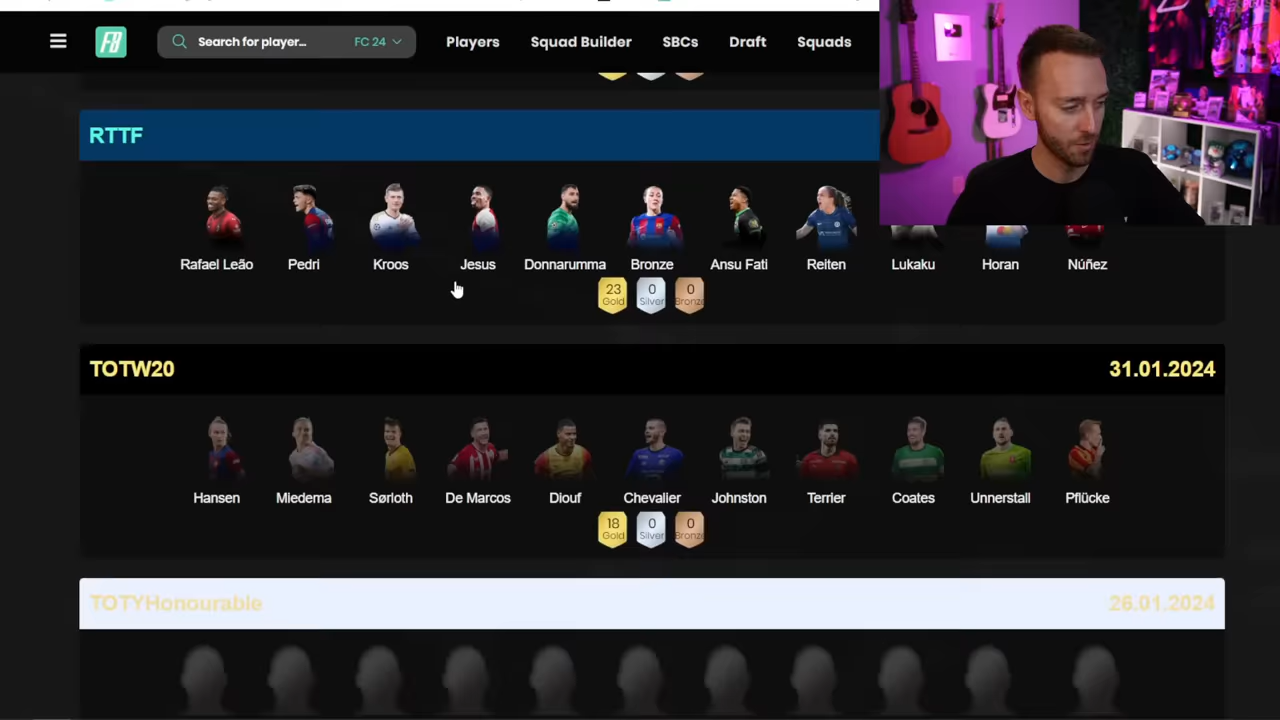 FB Search for player... FC 24 Players Squad Builder SBCs Draft Squads
RTTF
Rafael Leão Pedri Kroos Jesus Donnarumma Bronze Ansu Fati Reiten Lukaku Horan Núñez
23 0 0
Gold Silver Bronze
TOTW20 31.01.2024
Hansen Miedema Sørloth De Marcos Diouf Chevalier Johnston Terrier Coates Unnerstall Pflücke
18 0 0
Gold Silver Bronze
TOTYHonourable 26.01.2024